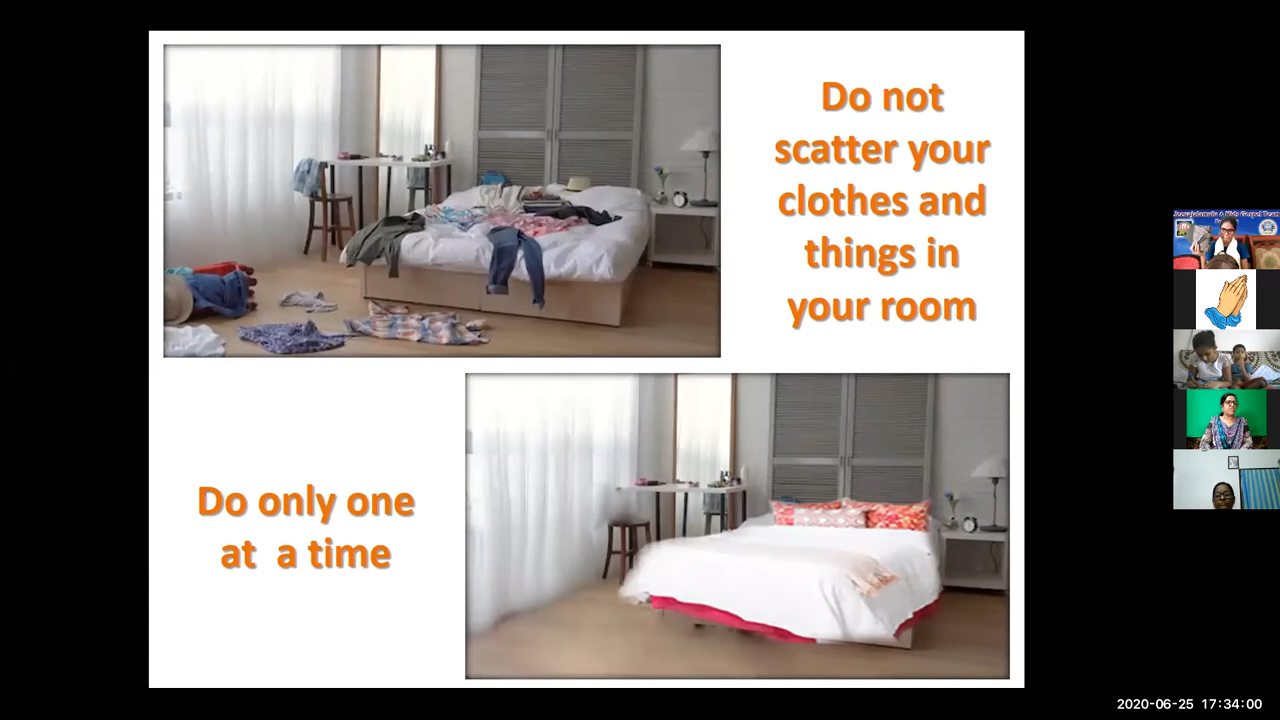 Do not
scatter your
clothes and
things in
your room
Do only one
at a time
2020-06-25 17:34:00